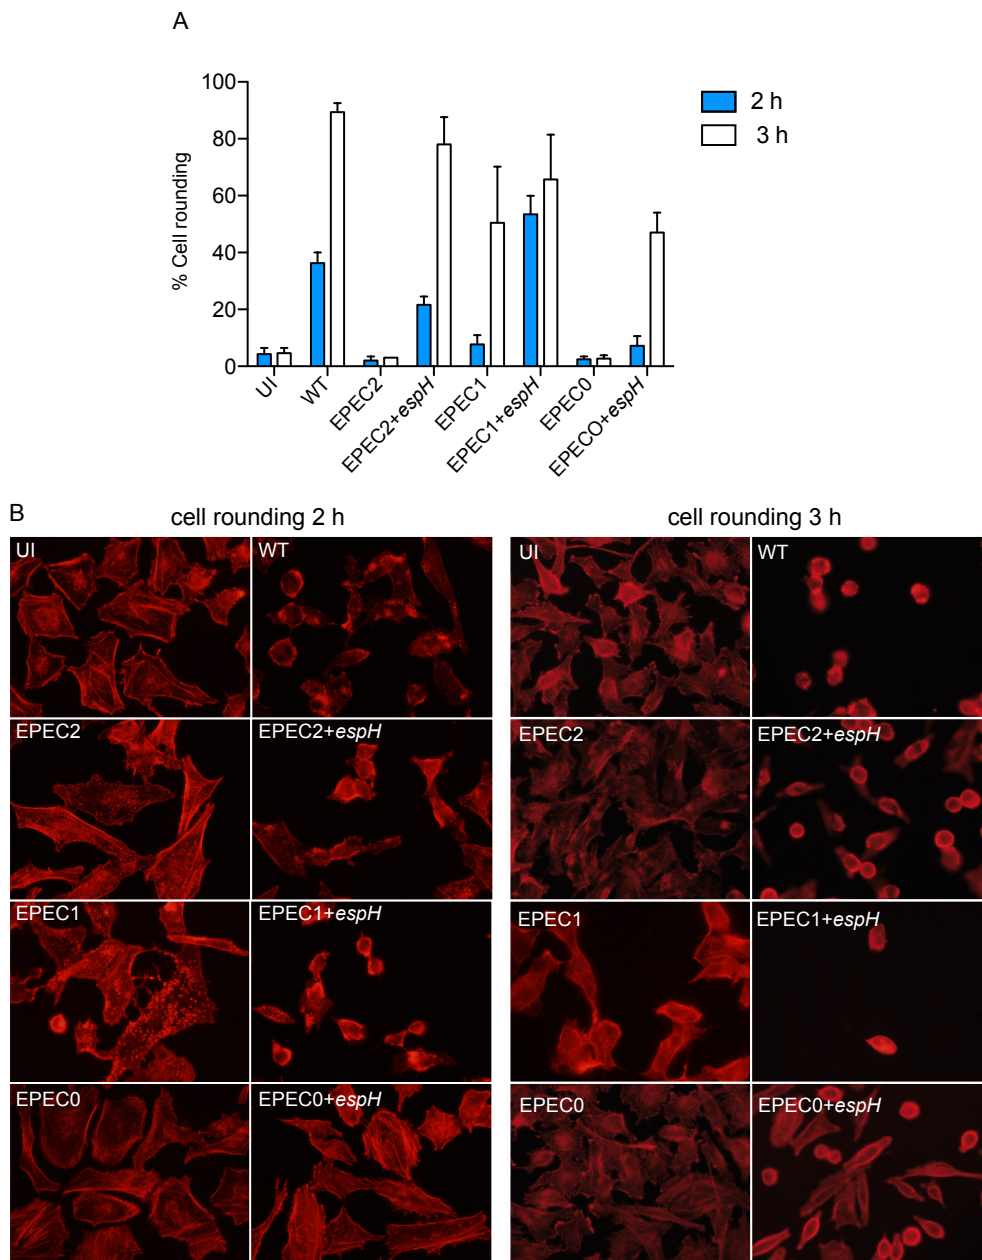 A
100
80
60
40
20
0
% Cell rounding
2 h
3 h
UI
WT
EPEC2
EPEC2+espH
EPEC1
EPEC1+espH
EPEC0
EPECO+espH
B
cell rounding 2 h
cell rounding 3 h
UI
WT
UI
WT
EPEC2
EPEC2+espH
EPEC2
EPEC2+espH
EPEC1
EPEC1+espH
EPEC1
EPEC1+espH
EPEC0
EPEC0+espH
EPEC0
EPEC0+espH